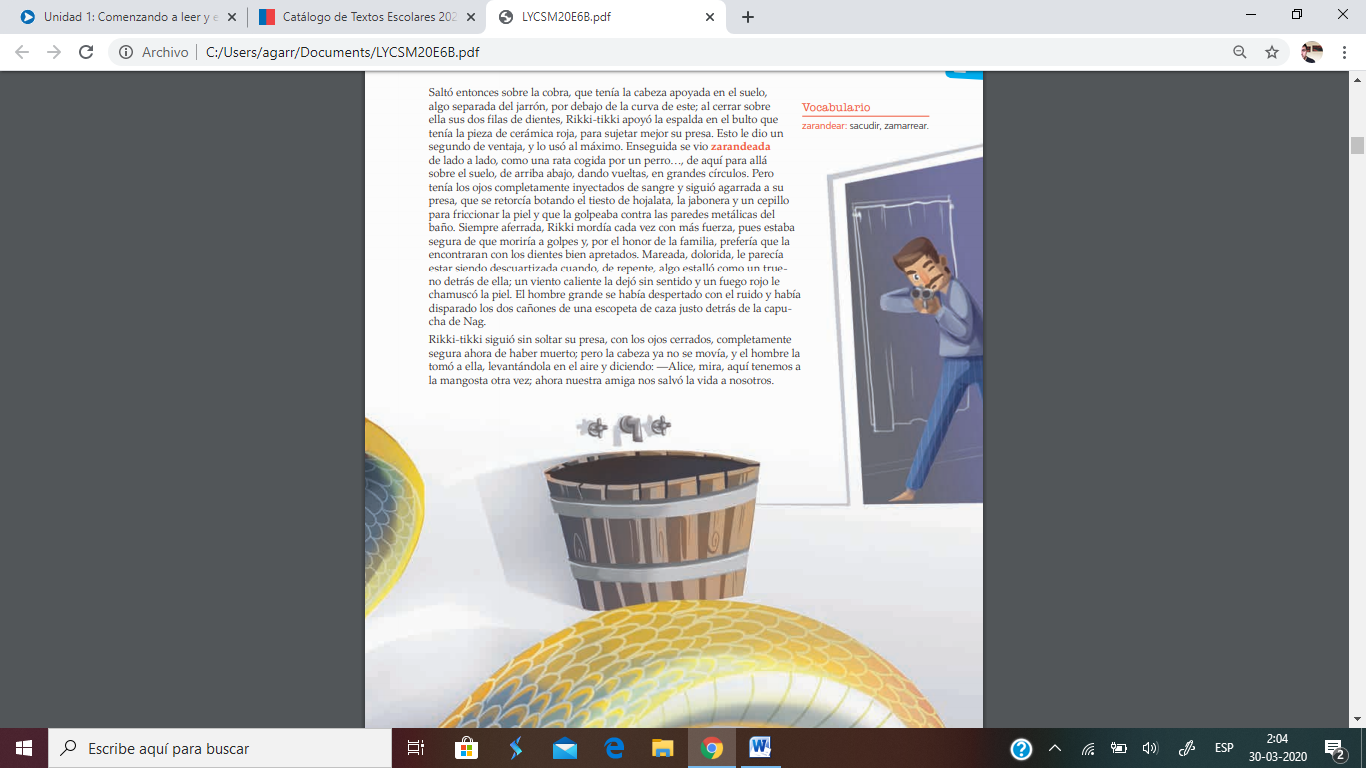 Unidad 1: Comenzando a leer y e
Catálogo de Textos Escolares 202
LYCSM20E6B.pdf
Archivo
C:/Users/agarr/Documents/LYCSM20E6B.pdf
Saltó entonces sobre la cobra, que tenía la cabeza apoyada en el suelo,
algo separada del jarrón, por debajo de la curva de este; al cerrar sobre
ella sus dos filas de dientes, Rikki-tikki apoyó la espalda en el bulto que
tenía la pieza de cerámica roja, para sujetar mejor su presa. Esto le dio un
segundo de ventaja, y lo usó al máximo. Enseguida se vio zarandeada
de lado a lado, como una rata cogida por un perro…, de aquí para allá
sobre el suelo, de arriba abajo, dando vueltas, en grandes círculos. Pero
tenía los ojos completamente inyectados de sangre y siguió agarrada a su
presa, que se retorcía botando el tiesto de hojalata, la jabonera y un cepillo
para friccionar la piel y que la golpeaba contra las paredes metálicas del
baño. Siempre aferrada, Rikki mordía cada vez con más fuerza, pues estaba
segura de que moriría a golpes y, por el honor de la familia, prefería que la
encontraran con los dientes bien apretados. Mareada, dolorida, le parecía
estar siendo descuartizada cuando, de repente, algo estalló como un true-
no detrás de ella; un viento caliente la dejó sin sentido y un fuego rojo le
chamuscó la piel. El hombre grande se había despertado con el ruido y había
disparado los dos cañones de una escopeta de caza justo detrás de la capu-
cha de Nag.
Rikki-tikki siguió sin soltar su presa, con los ojos cerrados, completamente
segura ahora de haber muerto; pero la cabeza ya no se movía, y el hombre la
tomó a ella, levantándola en el aire y diciendo: —Alice, mira, aquí tenemos a
la mangosta otra vez; ahora nuestra amiga nos salvó la vida a nosotros.
Vocabulario
zarandear: sacudir, zamarrear.
Escribe aquí para buscar
ESP
2:04
30-03-2020
2